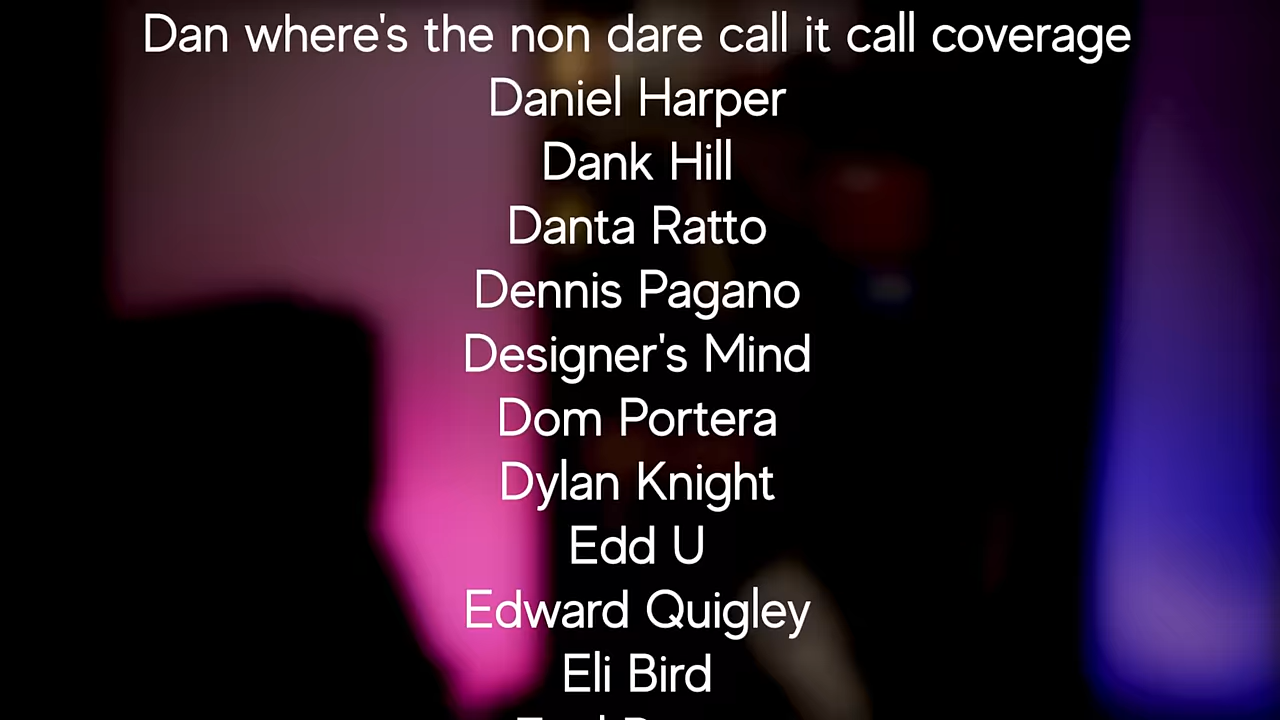 Dan where's the non dare call it call coverage
Daniel Harper
Dank Hill
Danta Ratto
Dennis Pagano
Designer's Mind
Dom Portera
Dylan Knight
Edd U
Edward Quigley
Eli Bird